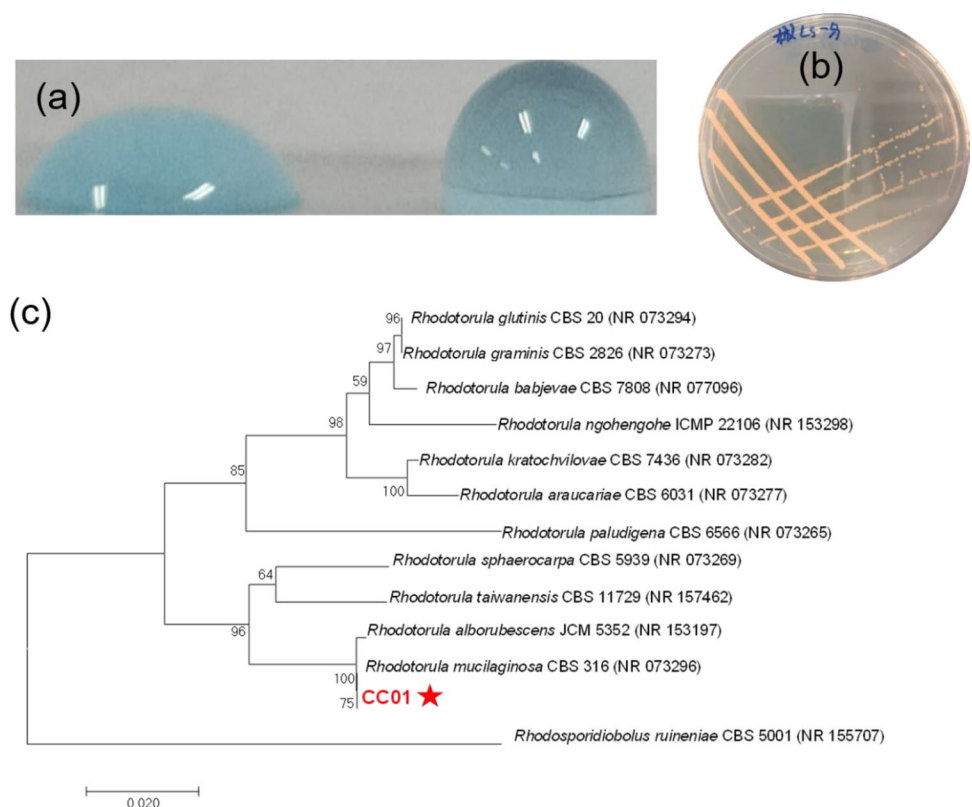 (a)
(b)
LS-分
(c)
96
Rhodotorula glutinis CBS 20 (NR 073294)
97
Rhodotorula graminis CBS 2826 (NR 073273)
59
Rhodotorula babjevae CBS 7808 (NR 077096)
98
Rhodotorula ngohengohe ICMP 22106 (NR 153298)
85
Rhodotorula kratochvilovae CBS 7436 (NR 073282)
100
Rhodotorula araucariae CBS 6031 (NR 073277)
Rhodotorula paludigena CBS 6566 (NR 073265)
64
Rhodotorula sphaerocarpa CBS 5939 (NR 073269)
96
Rhodotorula taiwanensis CBS 11729 (NR 157462)
Rhodotorula alborubescens JCM 5352 (NR 153197)
Rhodotorula mucilaginosa CBS 316 (NR 073296)
100
75
CC01
Rhodosporidiobolus ruineniae CBS 5001 (NR 155707)
0.020